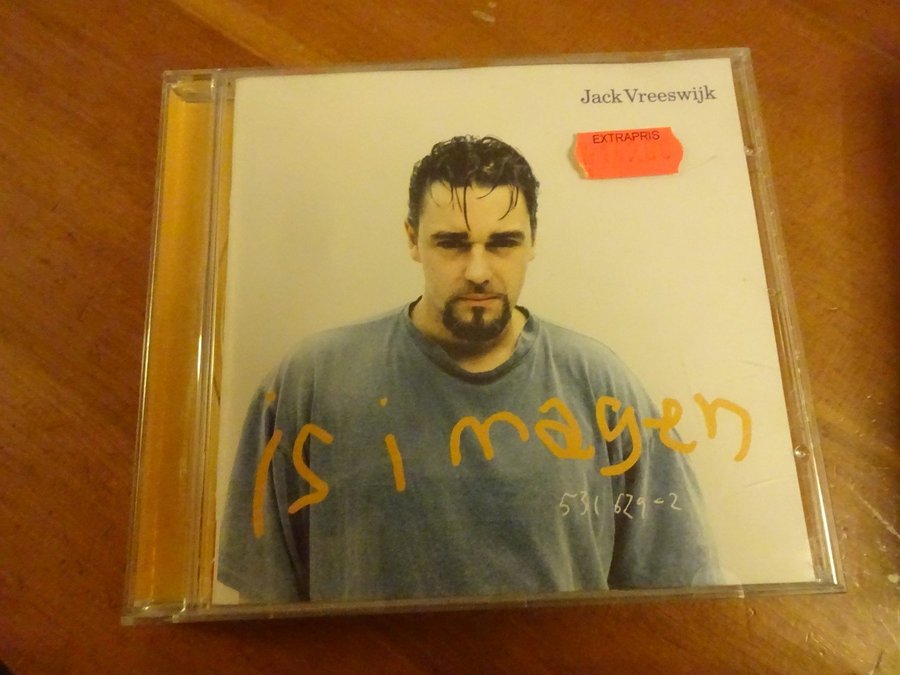 Jack Vreeswijk
EXTRAPRIS
is i magen
531 629-2